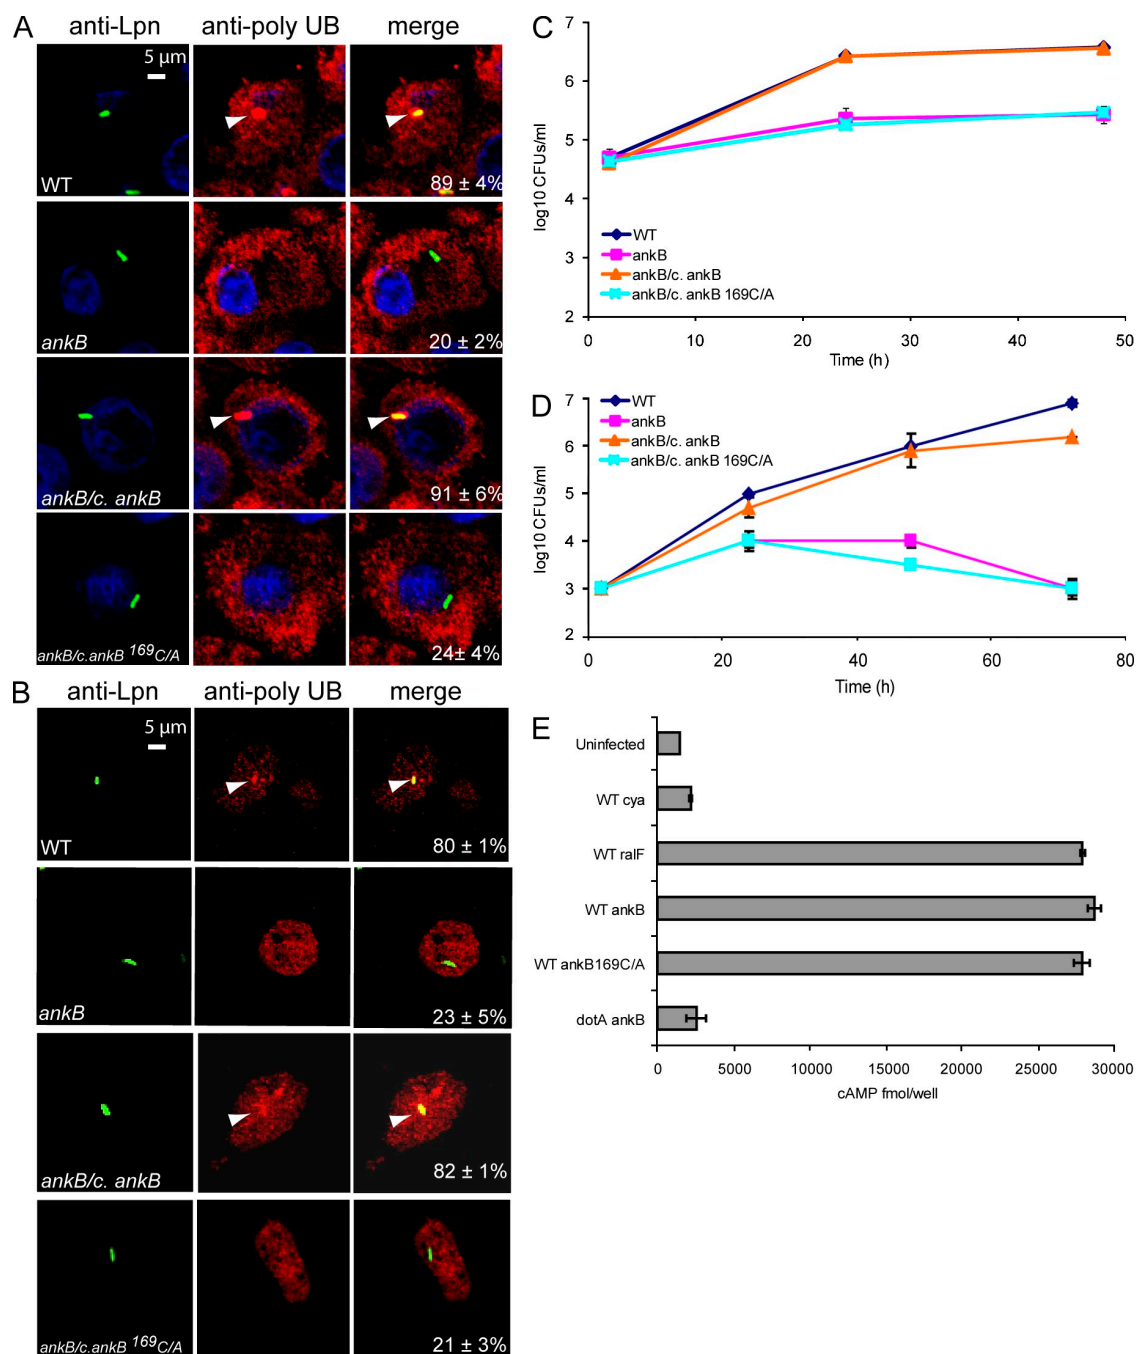 A
anti-Lpn anti-poly UB merge
5 µm
WT
89 ± 4%
ankB
20 ± 2%
ankB/c. ankB
91 ± 6%
ankB/c.ankB 169C/A
24± 4%
B
anti-Lpn anti-poly UB merge
5 µm
WT
80 ± 1%
ankB
23 ± 5%
ankB/c. ankB
82 ± 1%
ankB/c.ankB 169C/A
21 ± 3%
C
log10 CFUs/ml
7
6
5
4
3
2
WT
ankB
ankB/c. ankB
ankB/c. ankB 169C/A
0 10 20 30 40 50
Time (h)
D
log10 CFUs/ml
7
6
5
4
3
2
WT
ankB
ankB/c. ankB
ankB/c. ankB 169C/A
0 20 40 60 80
Time (h)
E
Uninfected
WT cya
WT ralF
WT ankB
WT ankB169C/A
dotA ankB
0 5000 10000 15000 20000 25000 30000
cAMP fmol/well